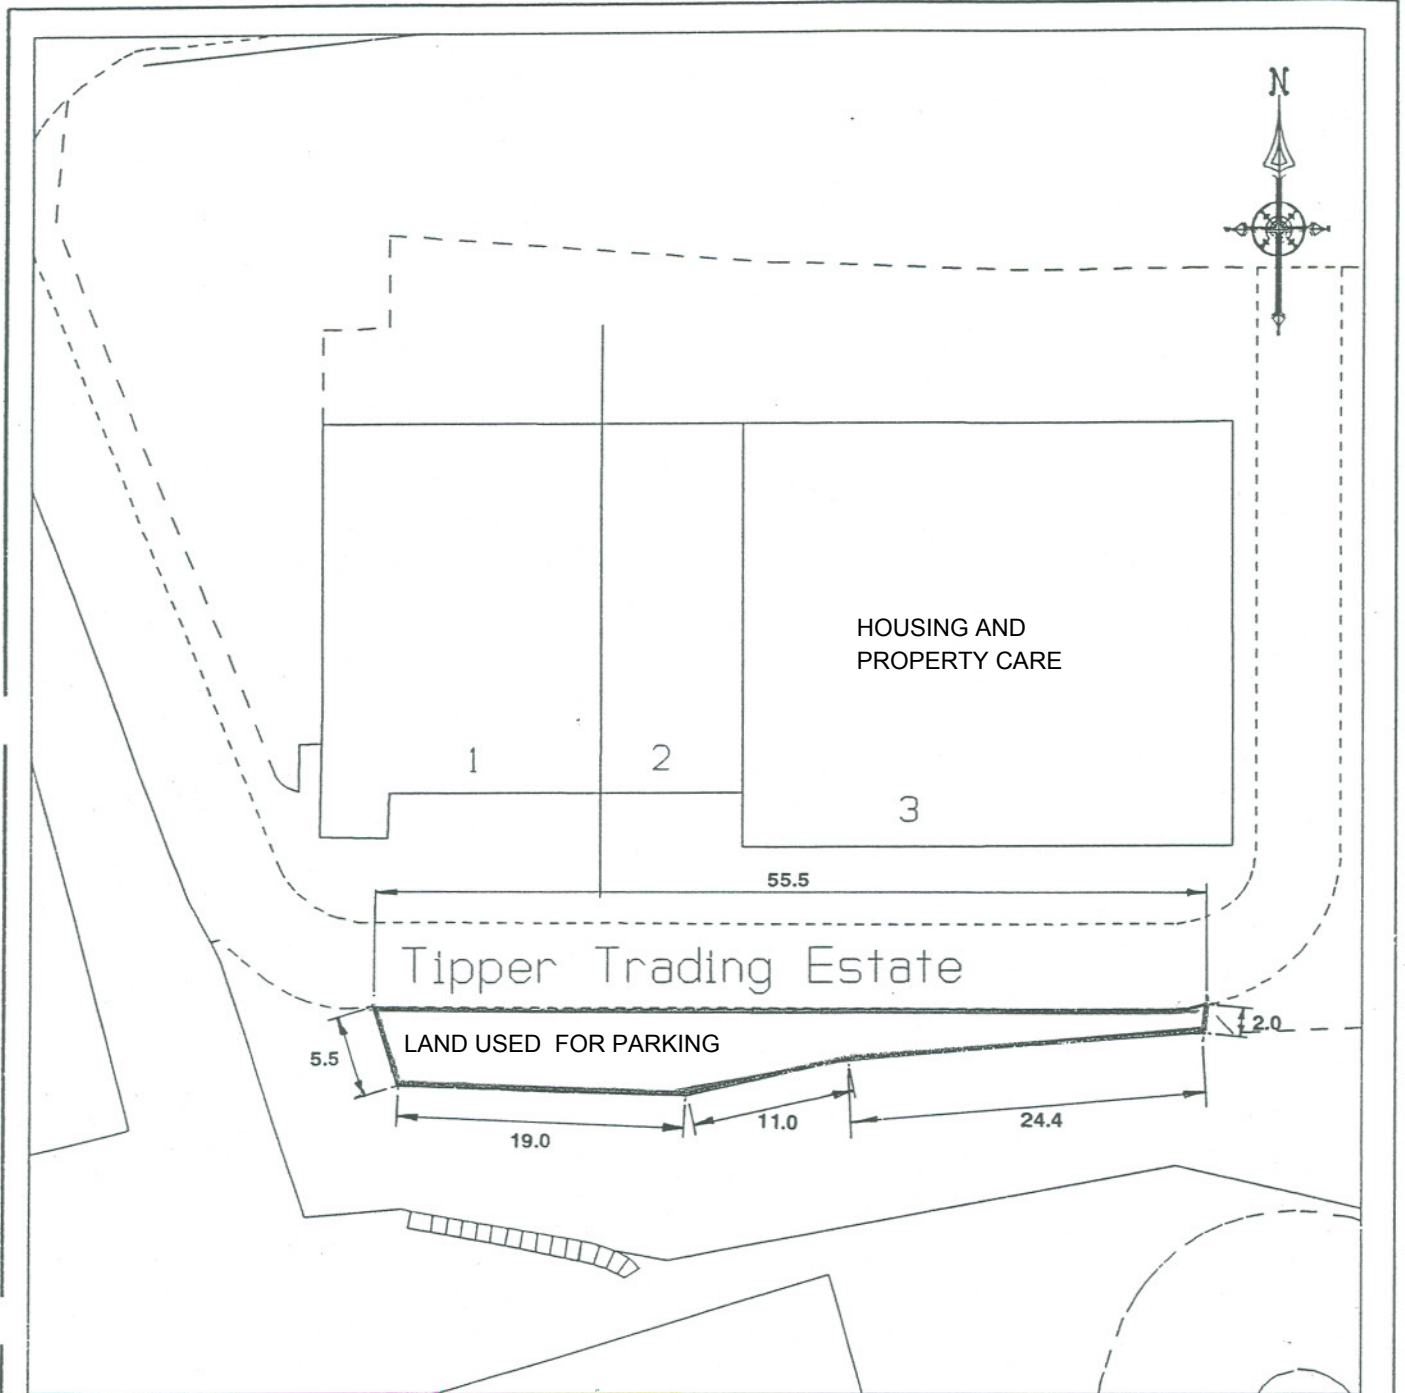 N
HOUSING AND
PROPERTY CARE
1
2
3
55.5
Tipper Trading Estate
LAND USED FOR PARKING
5.5
2.0
19.0
11.0
24.4